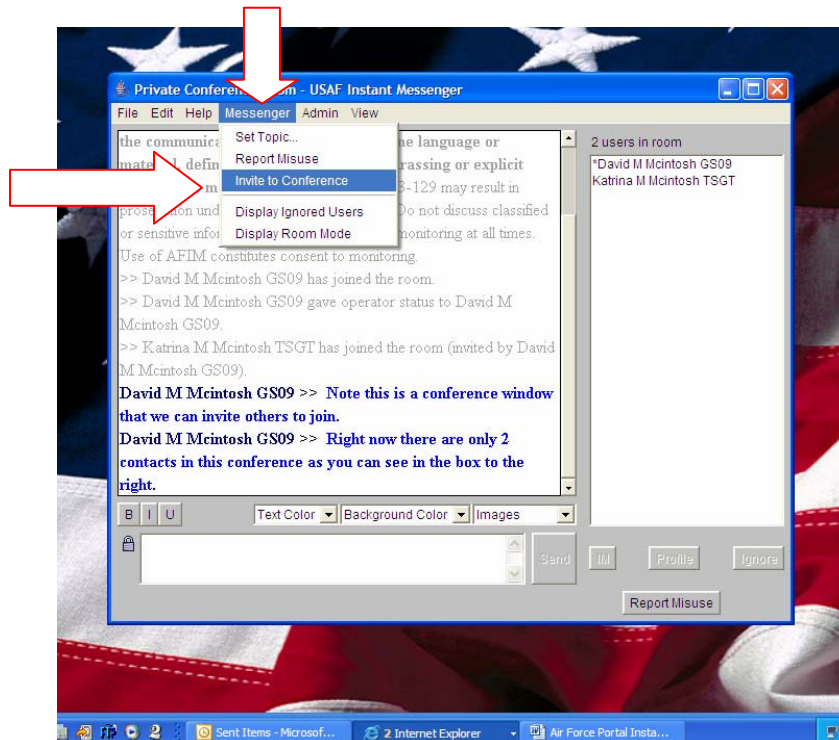 Private Confere m - USAF Instant Messenger
File Edit Help Messenger Admin View
Set Topic...
Report Misuse
Invite to Conference
Display Ignored Users
Display Room Mode
the communica he language or
mate defin rassing or explicit
m 3-129 may result in
prosecution und Do not discuss classified
or sensitive infor monitoring at all times.
Use of AFIM constitutes consent to monitoring.
>> David M Mcintosh GS09 has joined the room.
>> David M Mcintosh GS09 gave operator status to David M
Mcintosh GS09.
>> Katrina M Mcintosh TSGT has joined the room (invited by David
M Mcintosh GS09).
David M Mcintosh GS09 >> Note this is a conference window
that we can invite others to join.
David M Mcintosh GS09 >> Right now there are only 2
contacts in this conference as you can see in the box to the
right.
2 users in room
*David M Mcintosh GS09
Katrina M Mcintosh TSGT
B I U Text Color Background Color Images
Send IM Profile Ignore
Report Misuse
Sent Items - Microsof... 2 Internet Explorer Air Force Portal Insta...